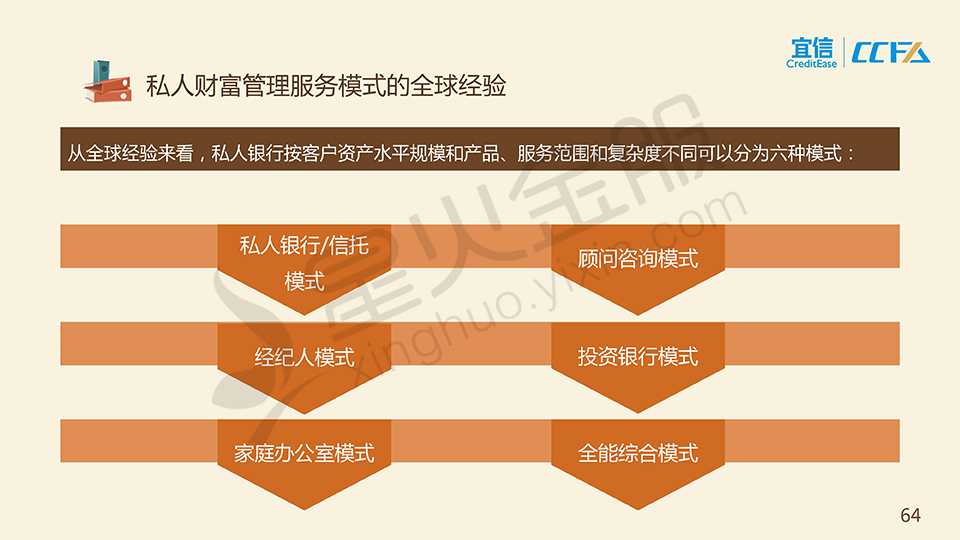 宜信
CreditEase
CCFA
私人财富管理服务模式的全球经验
从全球经验来看，私人银行按客户资产水平规模和产品、服务范围和复杂度不同可以分为六种模式：
私人银行/信托
模式
顾问咨询模式
经纪人模式
投资银行模式
家庭办公室模式
全能综合模式
星火金服
xinghuo.yixin.com
64